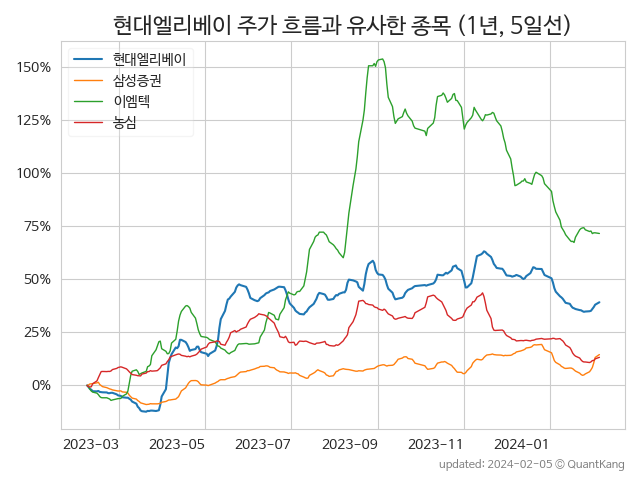 현대엘리베이 주가 흐름과 유사한 종목 (1년, 5일선)
현대엘리베이
삼성증권
이엠텍
농심
150%
125%
100%
75%
50%
25%
0%
2023-03 2023-05 2023-07 2023-09 2023-11 2024-01
updated: 2024-02-05 © QuantKang